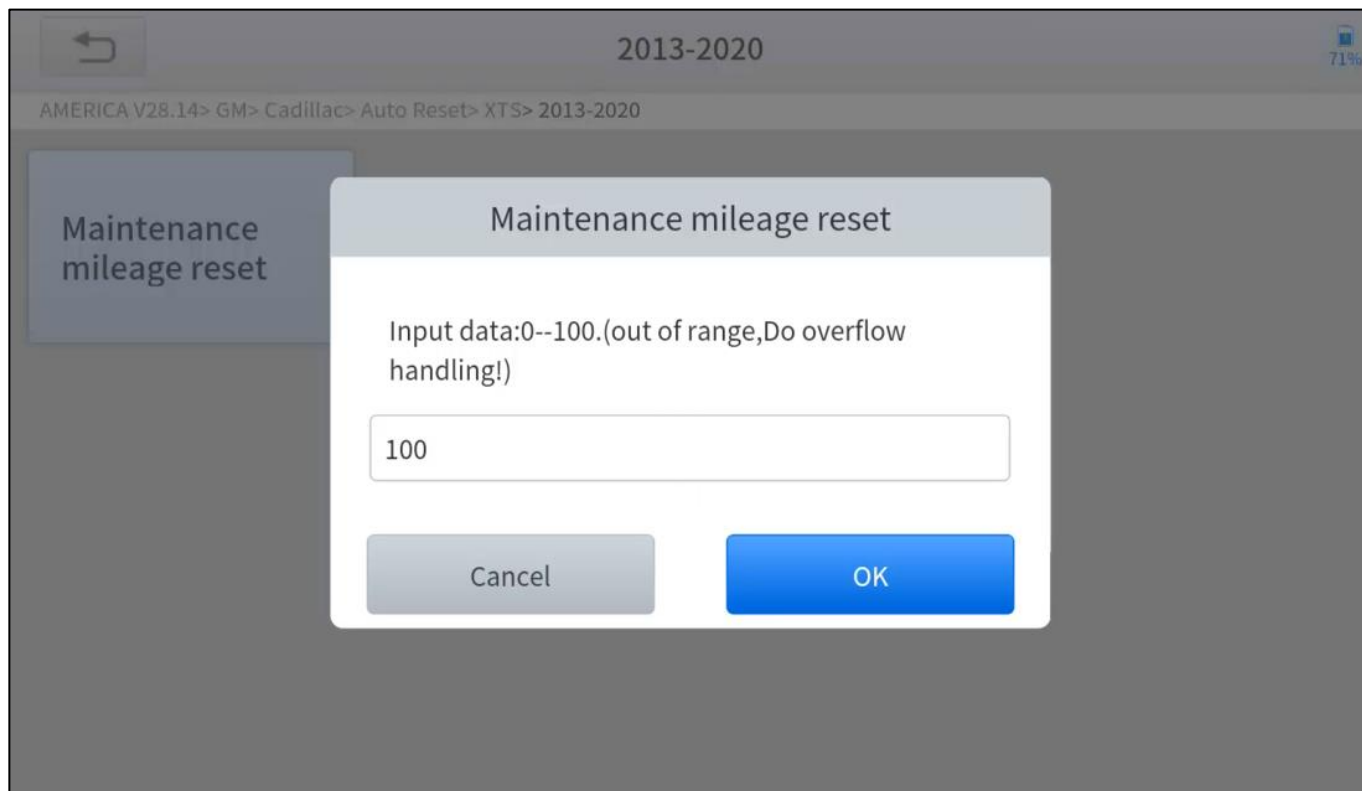 2013-2020
71%
AMERICA V28.14> GM> Cadillac> Auto Reset> XTS> 2013-2020
Maintenance
mileage reset
Maintenance mileage reset
Input data:0--100.(out of range,Do overflow
handling!)
100
Cancel
OK